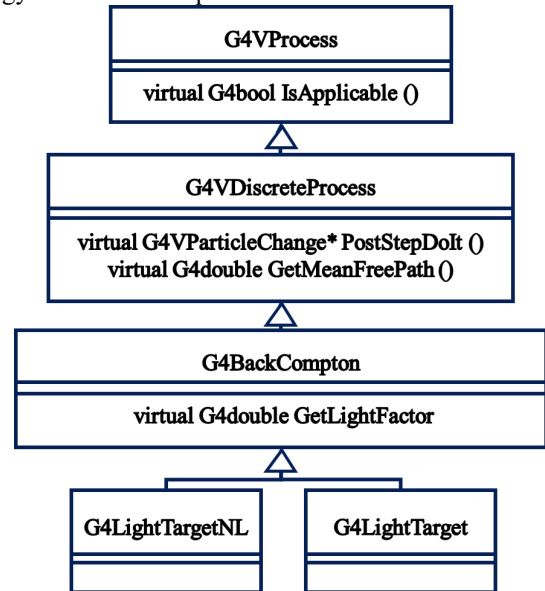 G4VProcess
virtual G4bool IsApplicable ()
G4VDiscreteProcess
virtual G4VParticleChange* PostStepDoIt ()
virtual G4double GetMeanFreePath ()
G4BackCompton
virtual G4double GetLightFactor
G4LightTargetNL
G4LightTarget